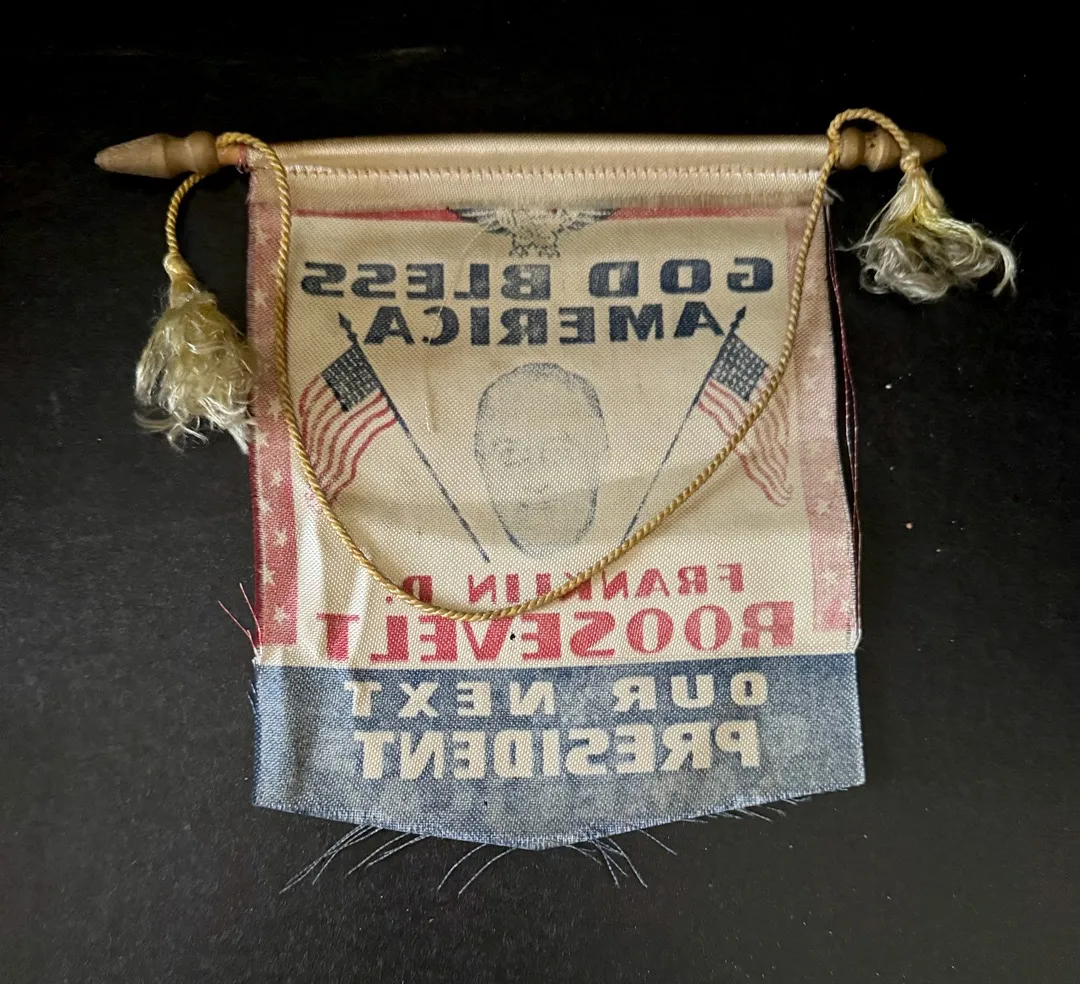 GOD BLESS
AMERICA
FRANKLIN D.
ROOSEVELT
OUR NEXT
PRESIDENT